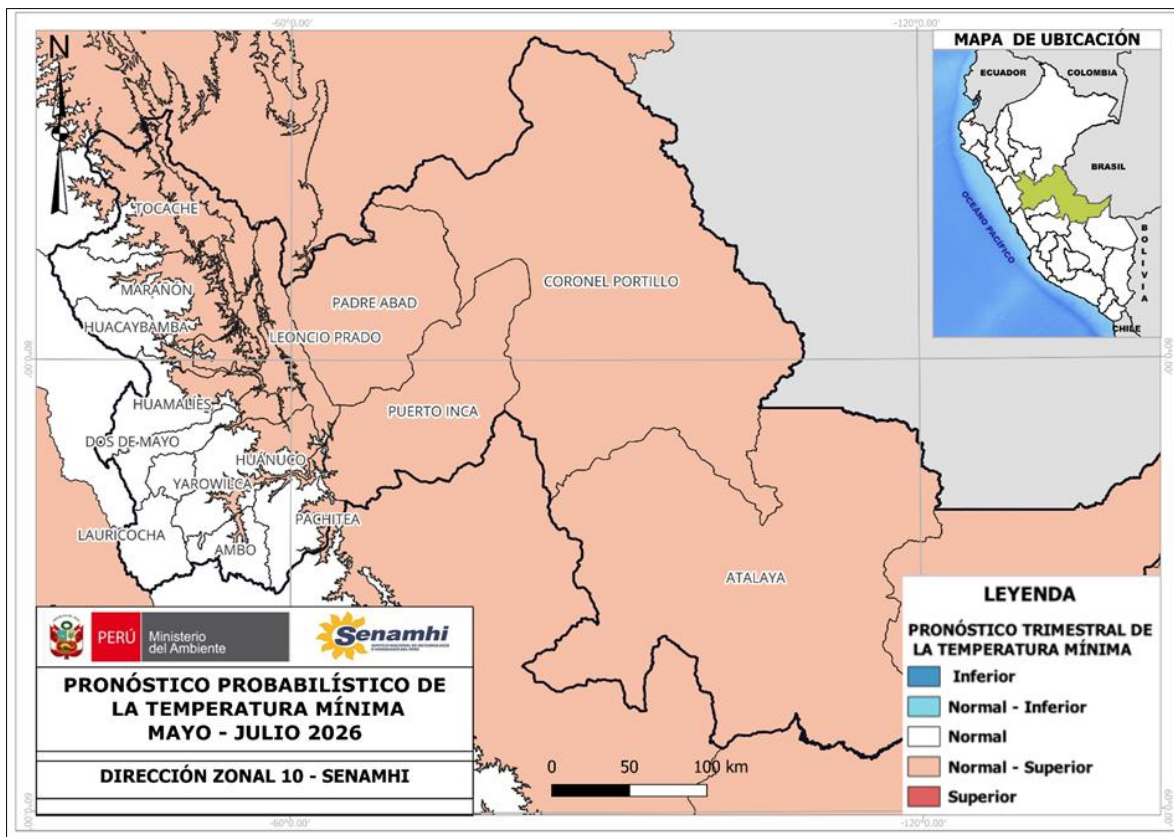 -60°0.00'
-120°0.00'
N
MAPA DE UBICACIÓN
ECUADOR
COLOMBIA
BRASIL
OCEÁNO PACÍFICO
BOLIVIA
CHILE
TOCACHE
MARAÑÓN
HUACAYBAMBA
PADRE ABAD
CORONEL PORTILLO
LEONCIO PRADO
HUAMALÍES
PUERTO INCA
DOS DE MAYO
HUÁNUCO
YAROWILCA
PACHITEA
LAURICOCHA
AMBO
ATALAYA
PERÚ
Ministerio
del Ambiente
Senamhi
PRONÓSTICO PROBABILÍSTICO DE
LA TEMPERATURA MÍNIMA
MAYO - JULIO 2026
DIRECCIÓN ZONAL 10 - SENAMHI
0 50 100 km
LEYENDA
PRONÓSTICO TRIMESTRAL DE
LA TEMPERATURA MÍNIMA
Inferior
Normal - Inferior
Normal
Normal - Superior
Superior
-60°0.00'
-120°0.00'